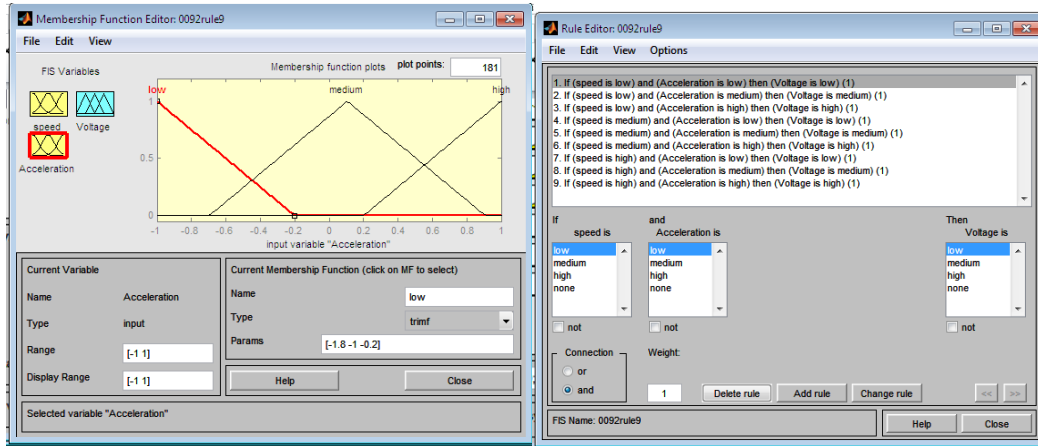 Membership Function Editor: 0092rule9
File Edit View
FIS Variables
speed
Voltage
Acceleration
Membership function plots
plot points:
181
low
medium
high
1
0.5
0
-1 -0.8 -0.6 -0.4 -0.2 0 0.2 0.4 0.6 0.8 1
input variable "Acceleration"
Current Variable
Name Acceleration
Type input
Range [-1 1]
Display Range [-1 1]
Current Membership Function (click on MF to select)
Name low
Type trimf
Params [-1.8 -1 -0.2]
Help Close
Selected variable "Acceleration"
Rule Editor: 0092rule9
File Edit View Options
1. If (speed is low) and (Acceleration is low) then (Voltage is low) (1)
2. If (speed is low) and (Acceleration is medium) then (Voltage is medium) (1)
3. If (speed is low) and (Acceleration is high) then (Voltage is high) (1)
4. If (speed is medium) and (Acceleration is low) then (Voltage is low) (1)
5. If (speed is medium) and (Acceleration is medium) then (Voltage is medium) (1)
6. If (speed is medium) and (Acceleration is high) then (Voltage is high) (1)
7. If (speed is high) and (Acceleration is low) then (Voltage is low) (1)
8. If (speed is high) and (Acceleration is medium) then (Voltage is medium) (1)
9. If (speed is high) and (Acceleration is high) then (Voltage is high) (1)
If and Then
speed is Acceleration is Voltage is
low low low
medium medium medium
high high high
none none none
not not not
Connection Weight:
or
and 1 Delete rule Add rule Change rule << >>
FIS Name: 0092rule9 Help Close